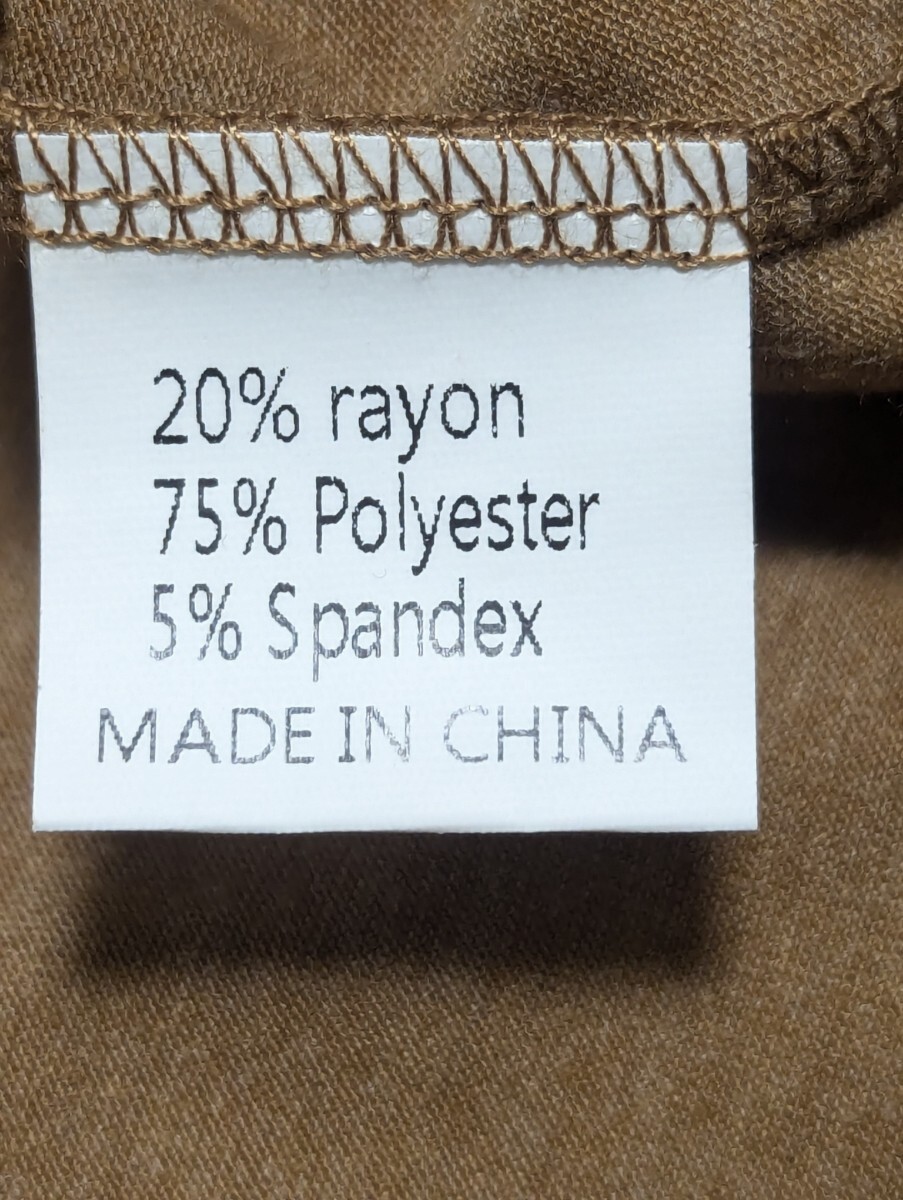 20% rayon
75% Polyester
5% Spandex
MADE IN CHINA